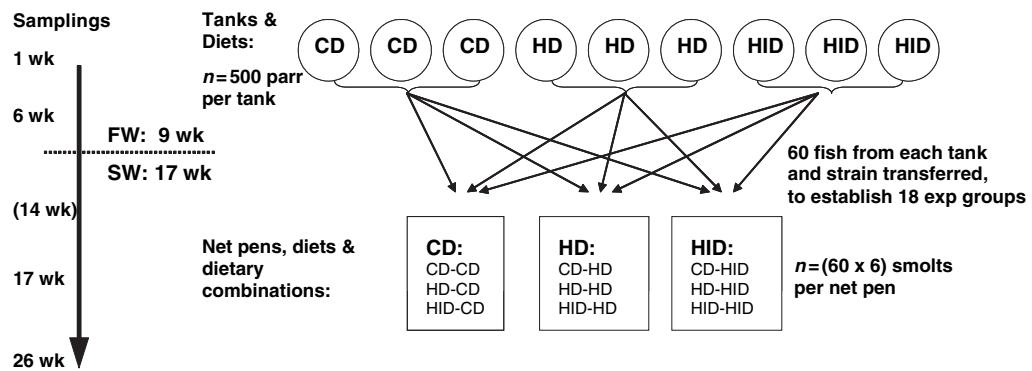 Samplings
1 wk
6 wk
FW: 9 wk
SW: 17 wk
(14 wk)
17 wk
26 wk
Tanks &
Diets:
n=500 parr
per tank
CD CD CD HD HD HD HID HID HID
60 fish from each tank
and strain transferred,
to establish 18 exp groups
Net pens, diets &
dietary
combinations:
CD:
CD-CD
HD-CD
HID-CD
HD:
CD-HD
HD-HD
HID-HD
HID:
CD-HID
HD-HID
HID-HID
n=(60 x 6) smolts
per net pen